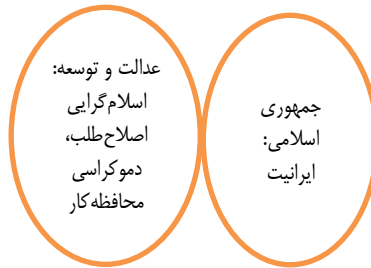 جمهوری
اسلامی:
ایرانیت
عدالت و توسعه:
اسلام‌گرایی
اصلاح‌طلب،
دموکراسی
محافظه‌کار